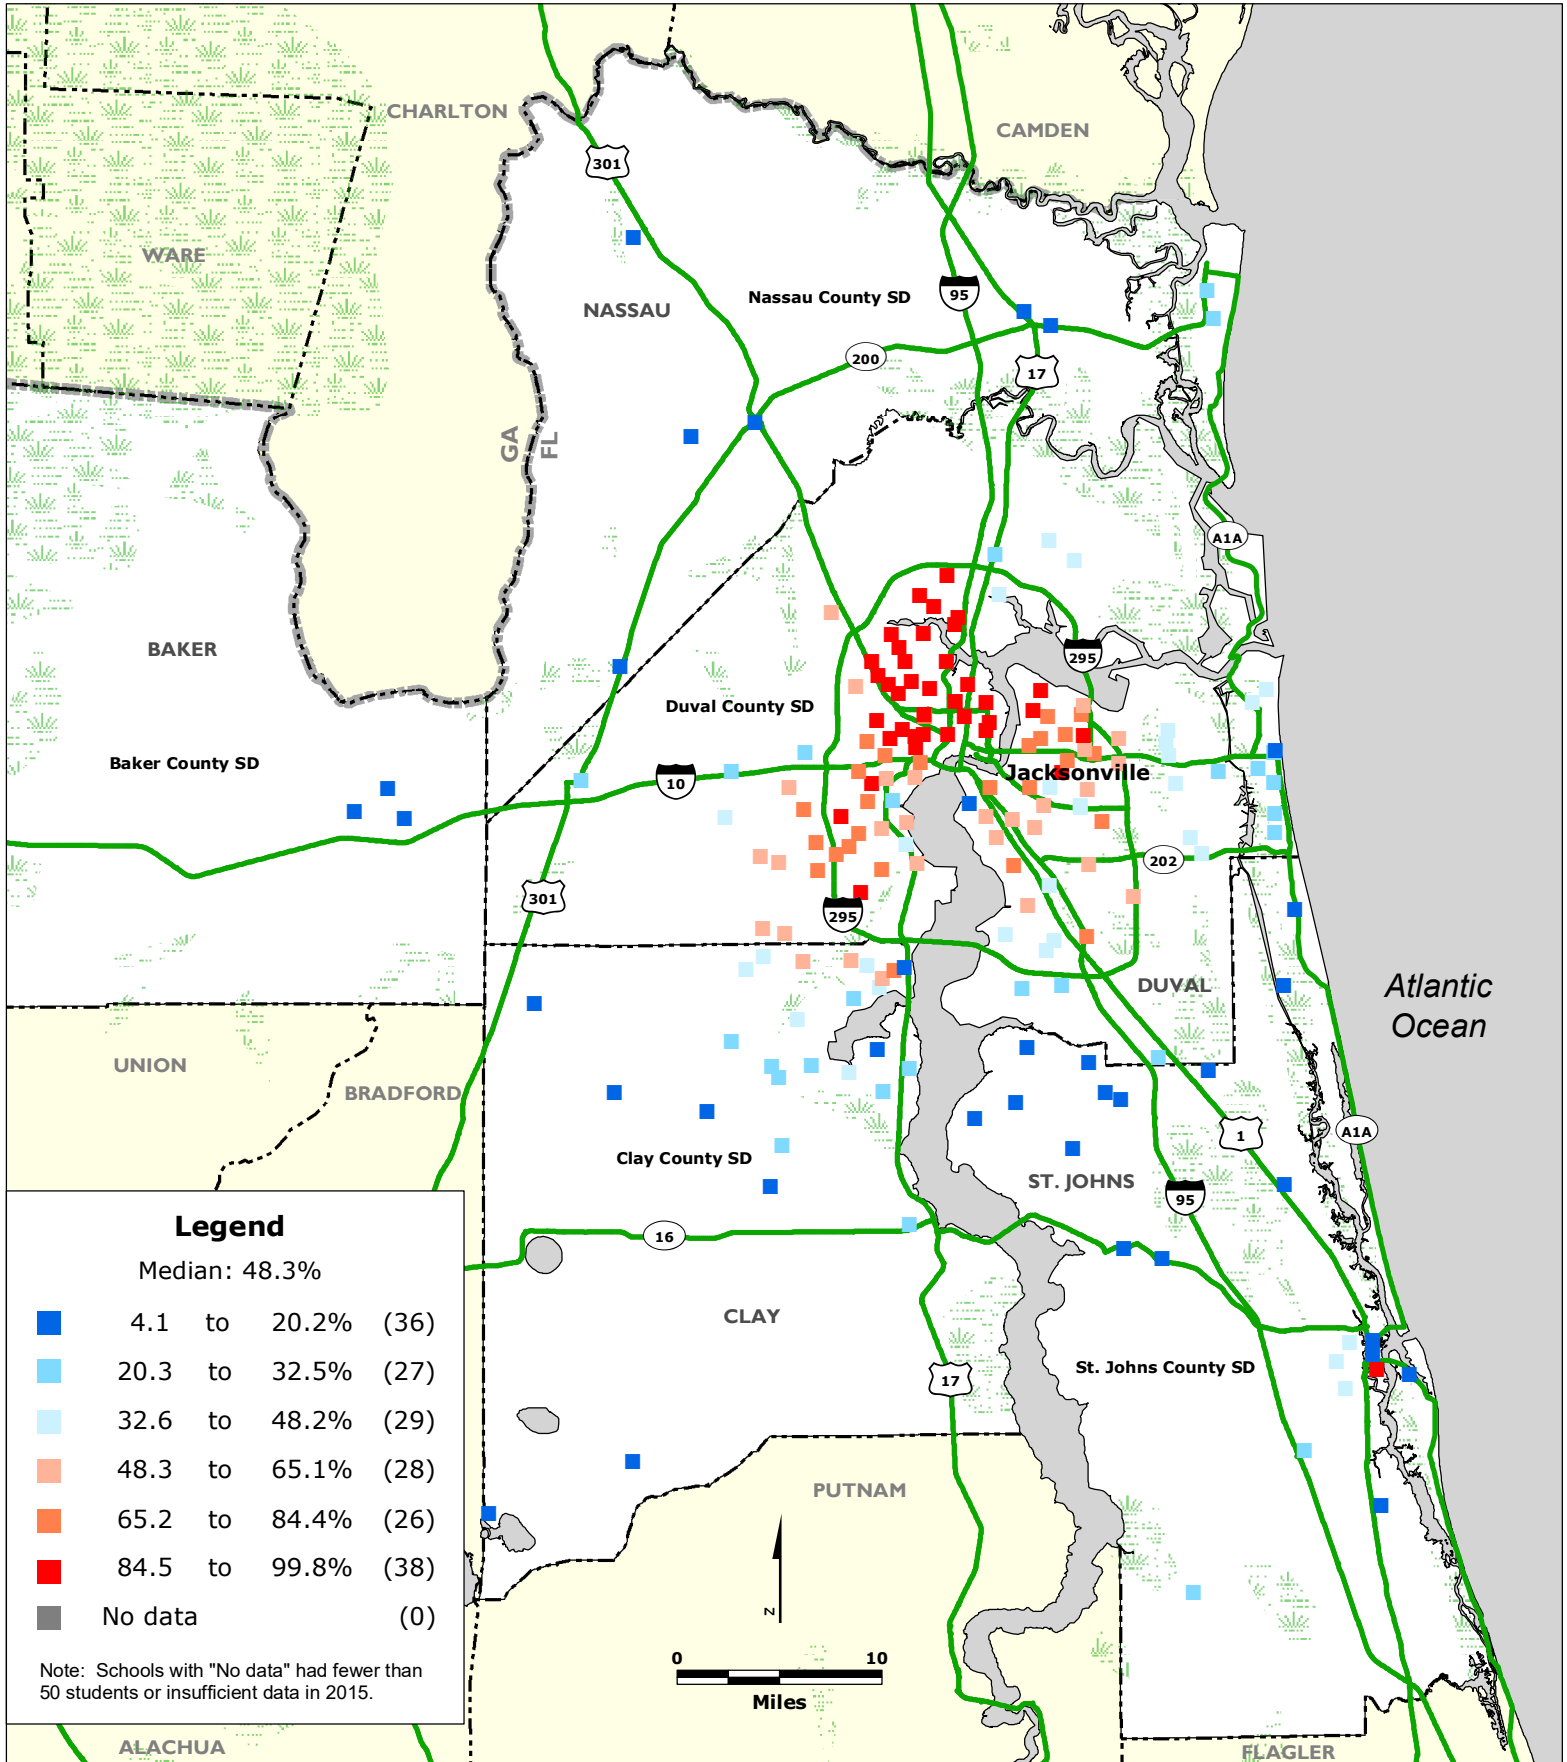 CHARLTON
CAMDEN
301
WARE
NASSAU
Nassau County SD
95
200
17
GA
FL
A1A
BAKER
295
Duval County SD
Baker County SD
Jacksonville
10
202
301
295
DUVAL
Atlantic
Ocean
UNION
BRADFORD
1
A1A
Clay County SD
ST. JOHNS
95
16
CLAY
St. Johns County SD
17
PUTNAM
Legend
Median: 48.3%
4.1 to 20.2% (36)
20.3 to 32.5% (27)
32.6 to 48.2% (29)
48.3 to 65.1% (28)
65.2 to 84.4% (26)
84.5 to 99.8% (38)
No data (0)
Note: Schools with "No data" had fewer than
50 students or insufficient data in 2015.
N
0 10
Miles
ALACHUA
FLAGLER